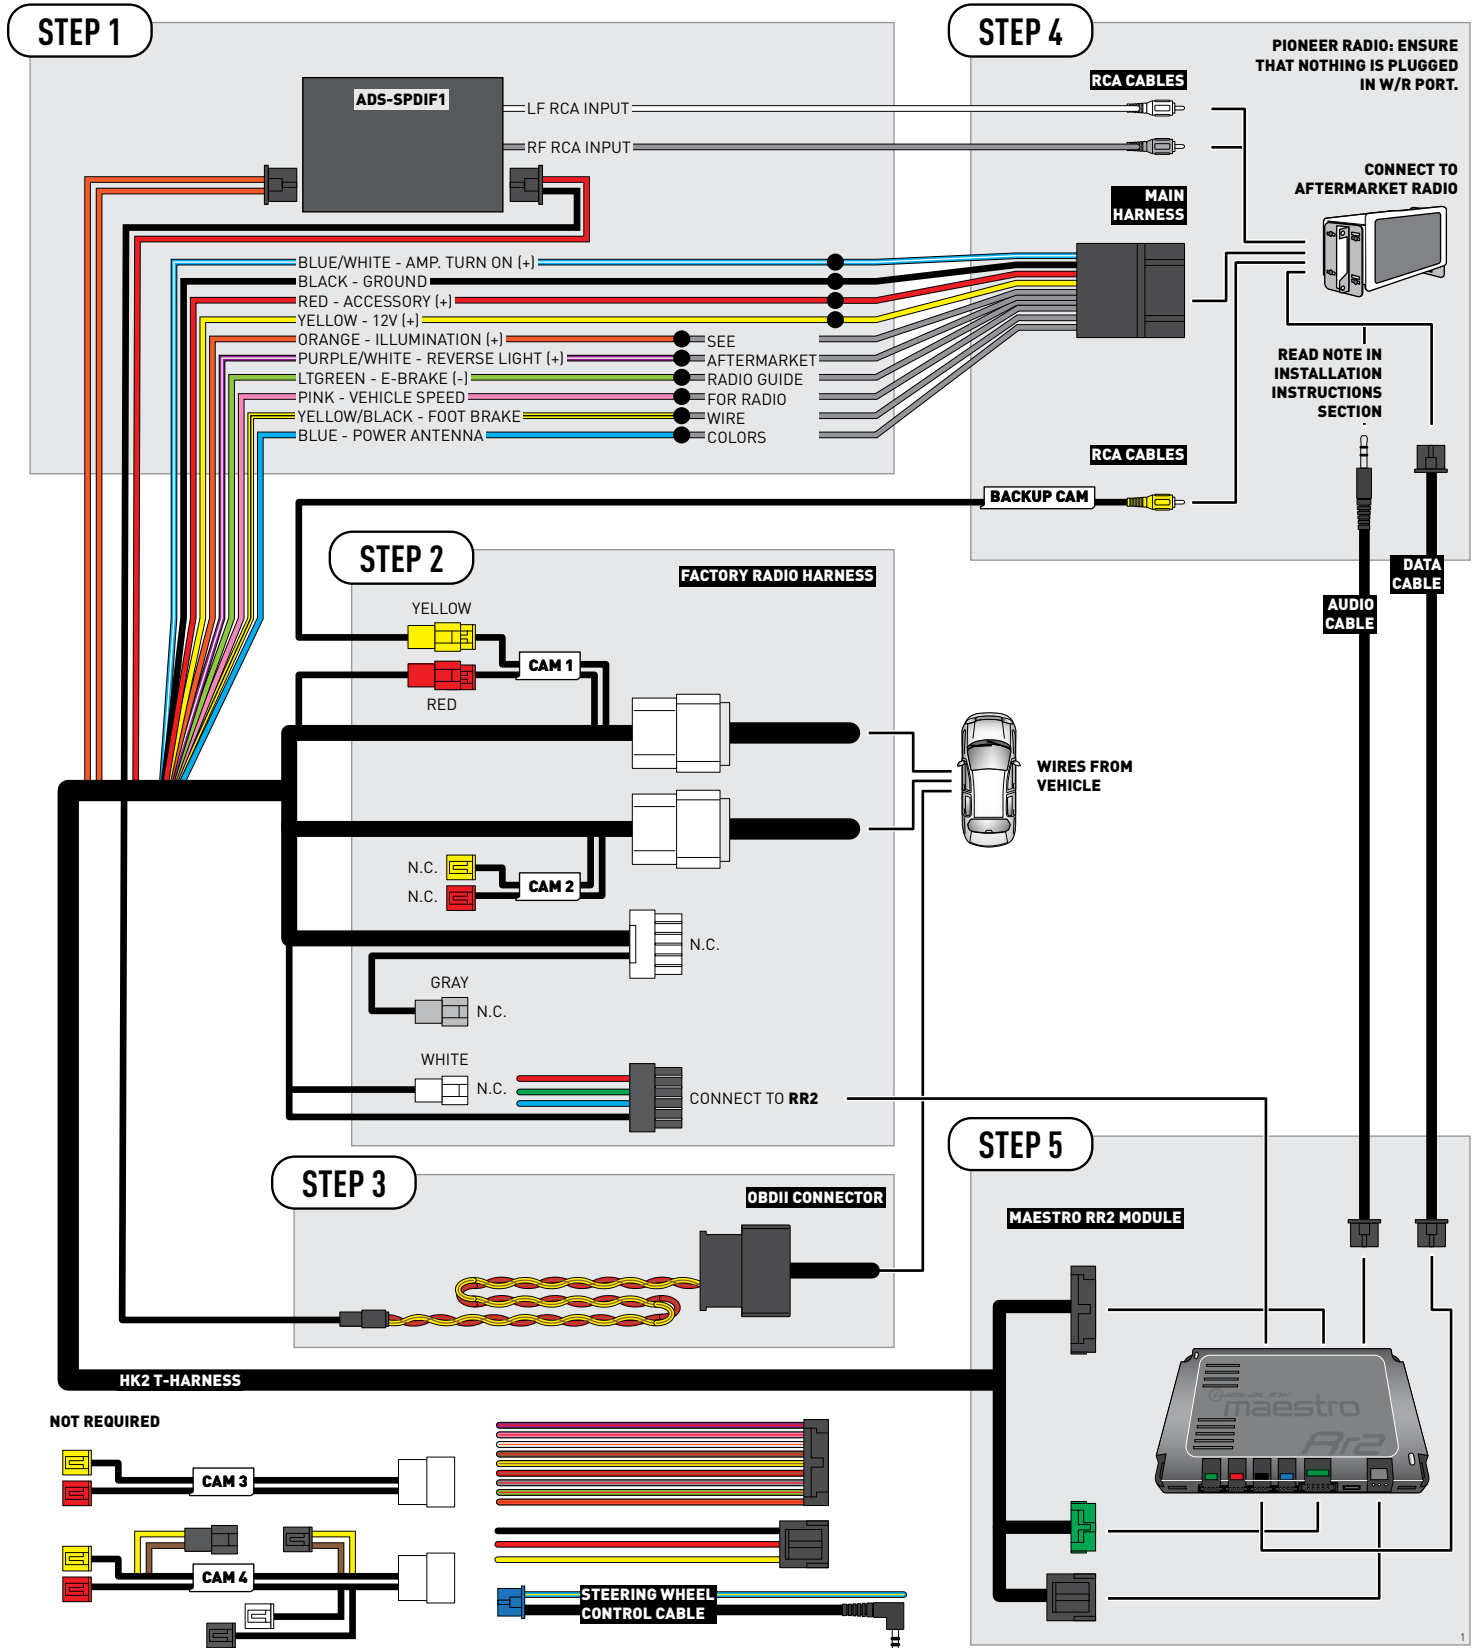 STEP 1
ADS-SPDIF1
LF RCA INPUT
RF RCA INPUT
BLUE/WHITE - AMP. TURN ON (+)
BLACK - GROUND
RED - ACCESSORY (+)
YELLOW - 12V (+)
ORANGE - ILLUMINATION (+)
PURPLE/WHITE - REVERSE LIGHT (+)
LTGREEN - E-BRAKE (-)
PINK - VEHICLE SPEED
YELLOW/BLACK - FOOT BRAKE
BLUE - POWER ANTENNA
SEE
AFTERMARKET
RADIO GUIDE
FOR RADIO
WIRE
COLORS
STEP 4
PIONEER RADIO: ENSURE
THAT NOTHING IS PLUGGED
IN W/R PORT.
RCA CABLES
CONNECT TO
AFTERMARKET RADIO
MAIN
HARNESS
READ NOTE IN
INSTALLATION
INSTRUCTIONS
SECTION
RCA CABLES
BACKUP CAM
DATA
CABLE
AUDIO
CABLE
STEP 2
FACTORY RADIO HARNESS
YELLOW
CAM 1
RED
WIRES FROM
VEHICLE
N.C.
CAM 2
N.C.
N.C.
GRAY
N.C.
WHITE
N.C.
CONNECT TO RR2
STEP 3
OBDII CONNECTOR
STEP 5
MAESTRO RR2 MODULE
maestro
Rr2
HK2 T-HARNESS
NOT REQUIRED
CAM 3
CAM 4
STEERING WHEEL
CONTROL CABLE
1